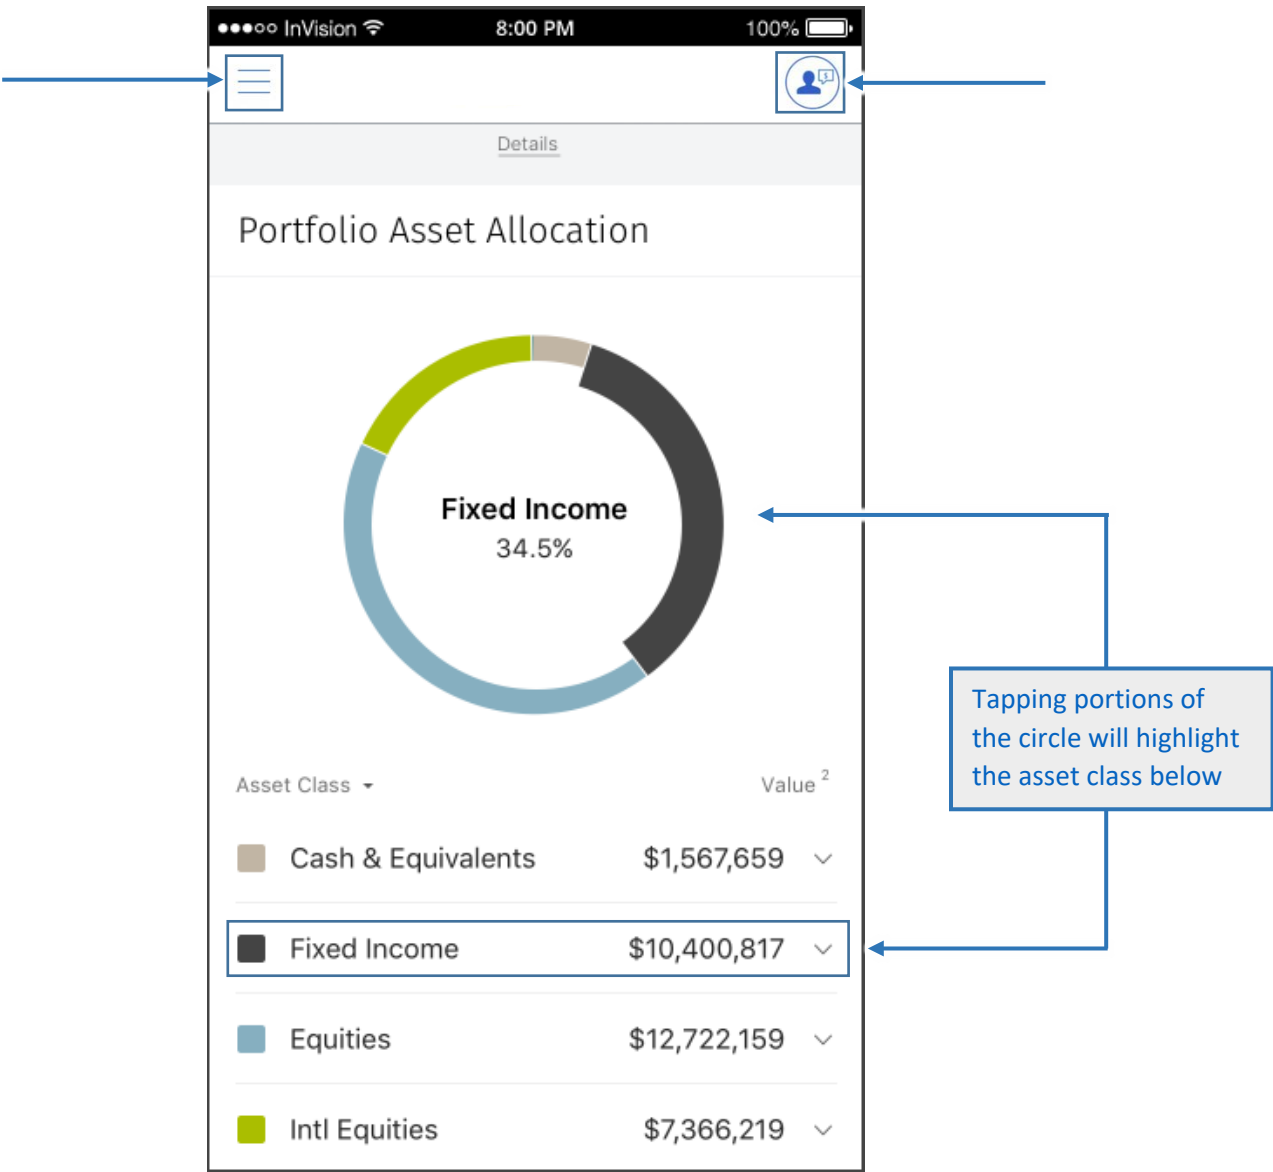 InVision 8:00 PM 100%
Details
Portfolio Asset Allocation
Fixed Income
34.5%
Tapping portions of
the circle will highlight
the asset class below
Asset Class Value 2
Cash & Equivalents $1,567,659
Fixed Income $10,400,817
Equities $12,722,159
Intl Equities $7,366,219